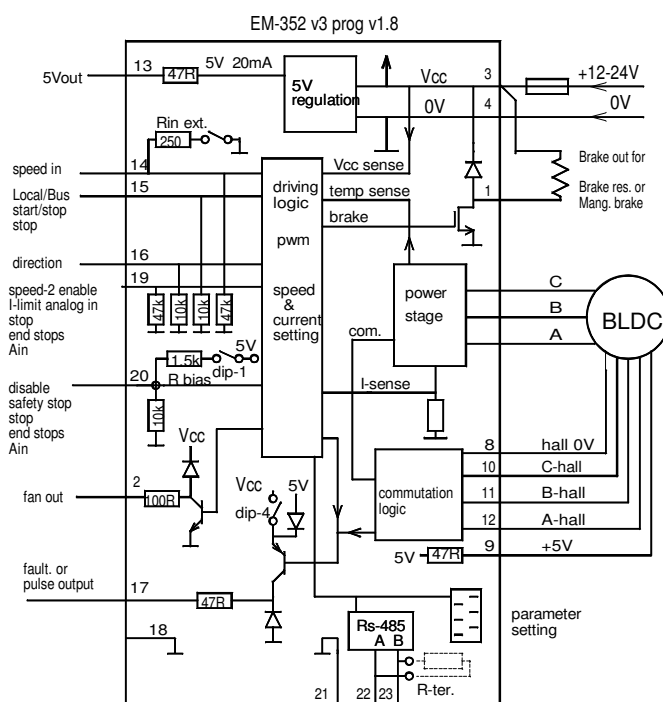 EM-352 v3 prog v1.8
5Vout
13
47R
5V 20mA
5V
regulation
Vcc
3
+12-24V
0V
4
0V
Rin ext.
250
speed in
14
Local/Bus
start/stop
stop
15
direction
16
speed-2 enable
I-limit analog in
stop
end stops
Ain
19
47k
10k
10k
47k
driving
logic
pwm
speed
&
current
setting
Vcc sense
temp sense
brake
1
Brake out for
Brake res. or
Mang. brake
power
stage
com.
I-sense
C
B
A
BLDC
1.5k
5V
R bias
dip-1
disable
safety stop
stop
end stops
Ain
20
10k
Vcc
fan out
2
100R
Vcc
5V
dip-4
commutation
logic
8
hall 0V
10
C-hall
11
B-hall
12
A-hall
5V
47R
9
+5V
fault. or
pulse output
17
47R
18
Rs-485
A B
parameter
setting
R-ter.
21
22
23